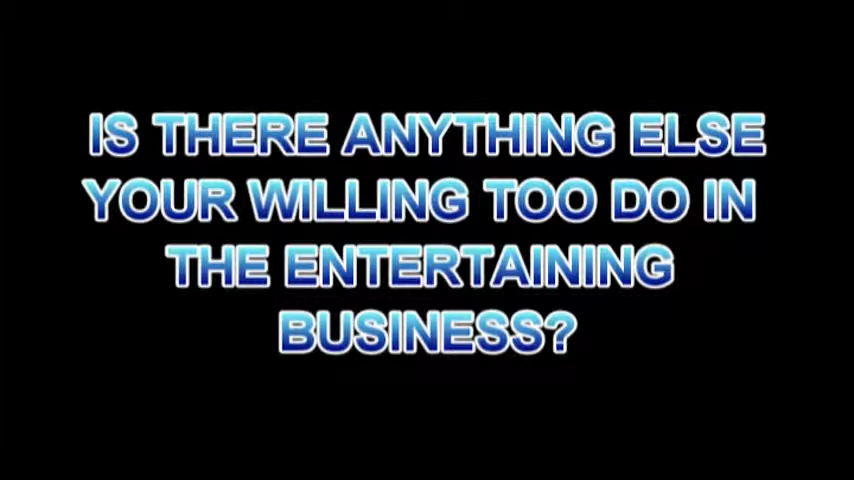 IS THERE ANYTHING ELSE
YOUR WILLING TOO DO IN
THE ENTERTAINING
BUSINESS?